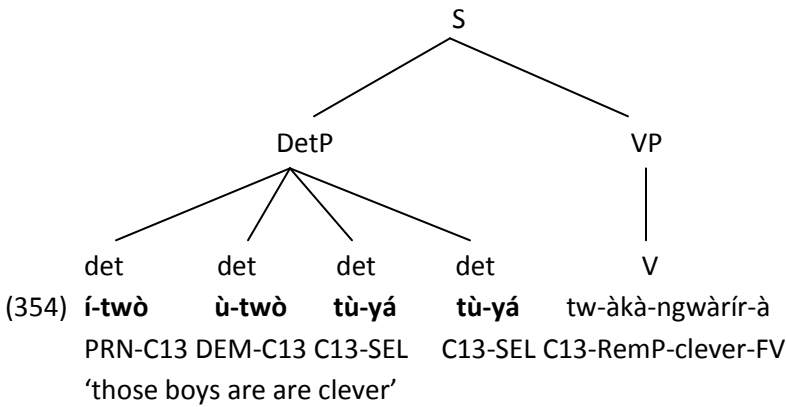 S
DetP VP
det det det det V
(354) í-twò ù-twò tù-yá tù-yá tw-àkà-ngwàrír-à
PRN-C13 DEM-C13 C13-SEL C13-SEL C13-RemP-clever-FV
‘those boys are are clever’